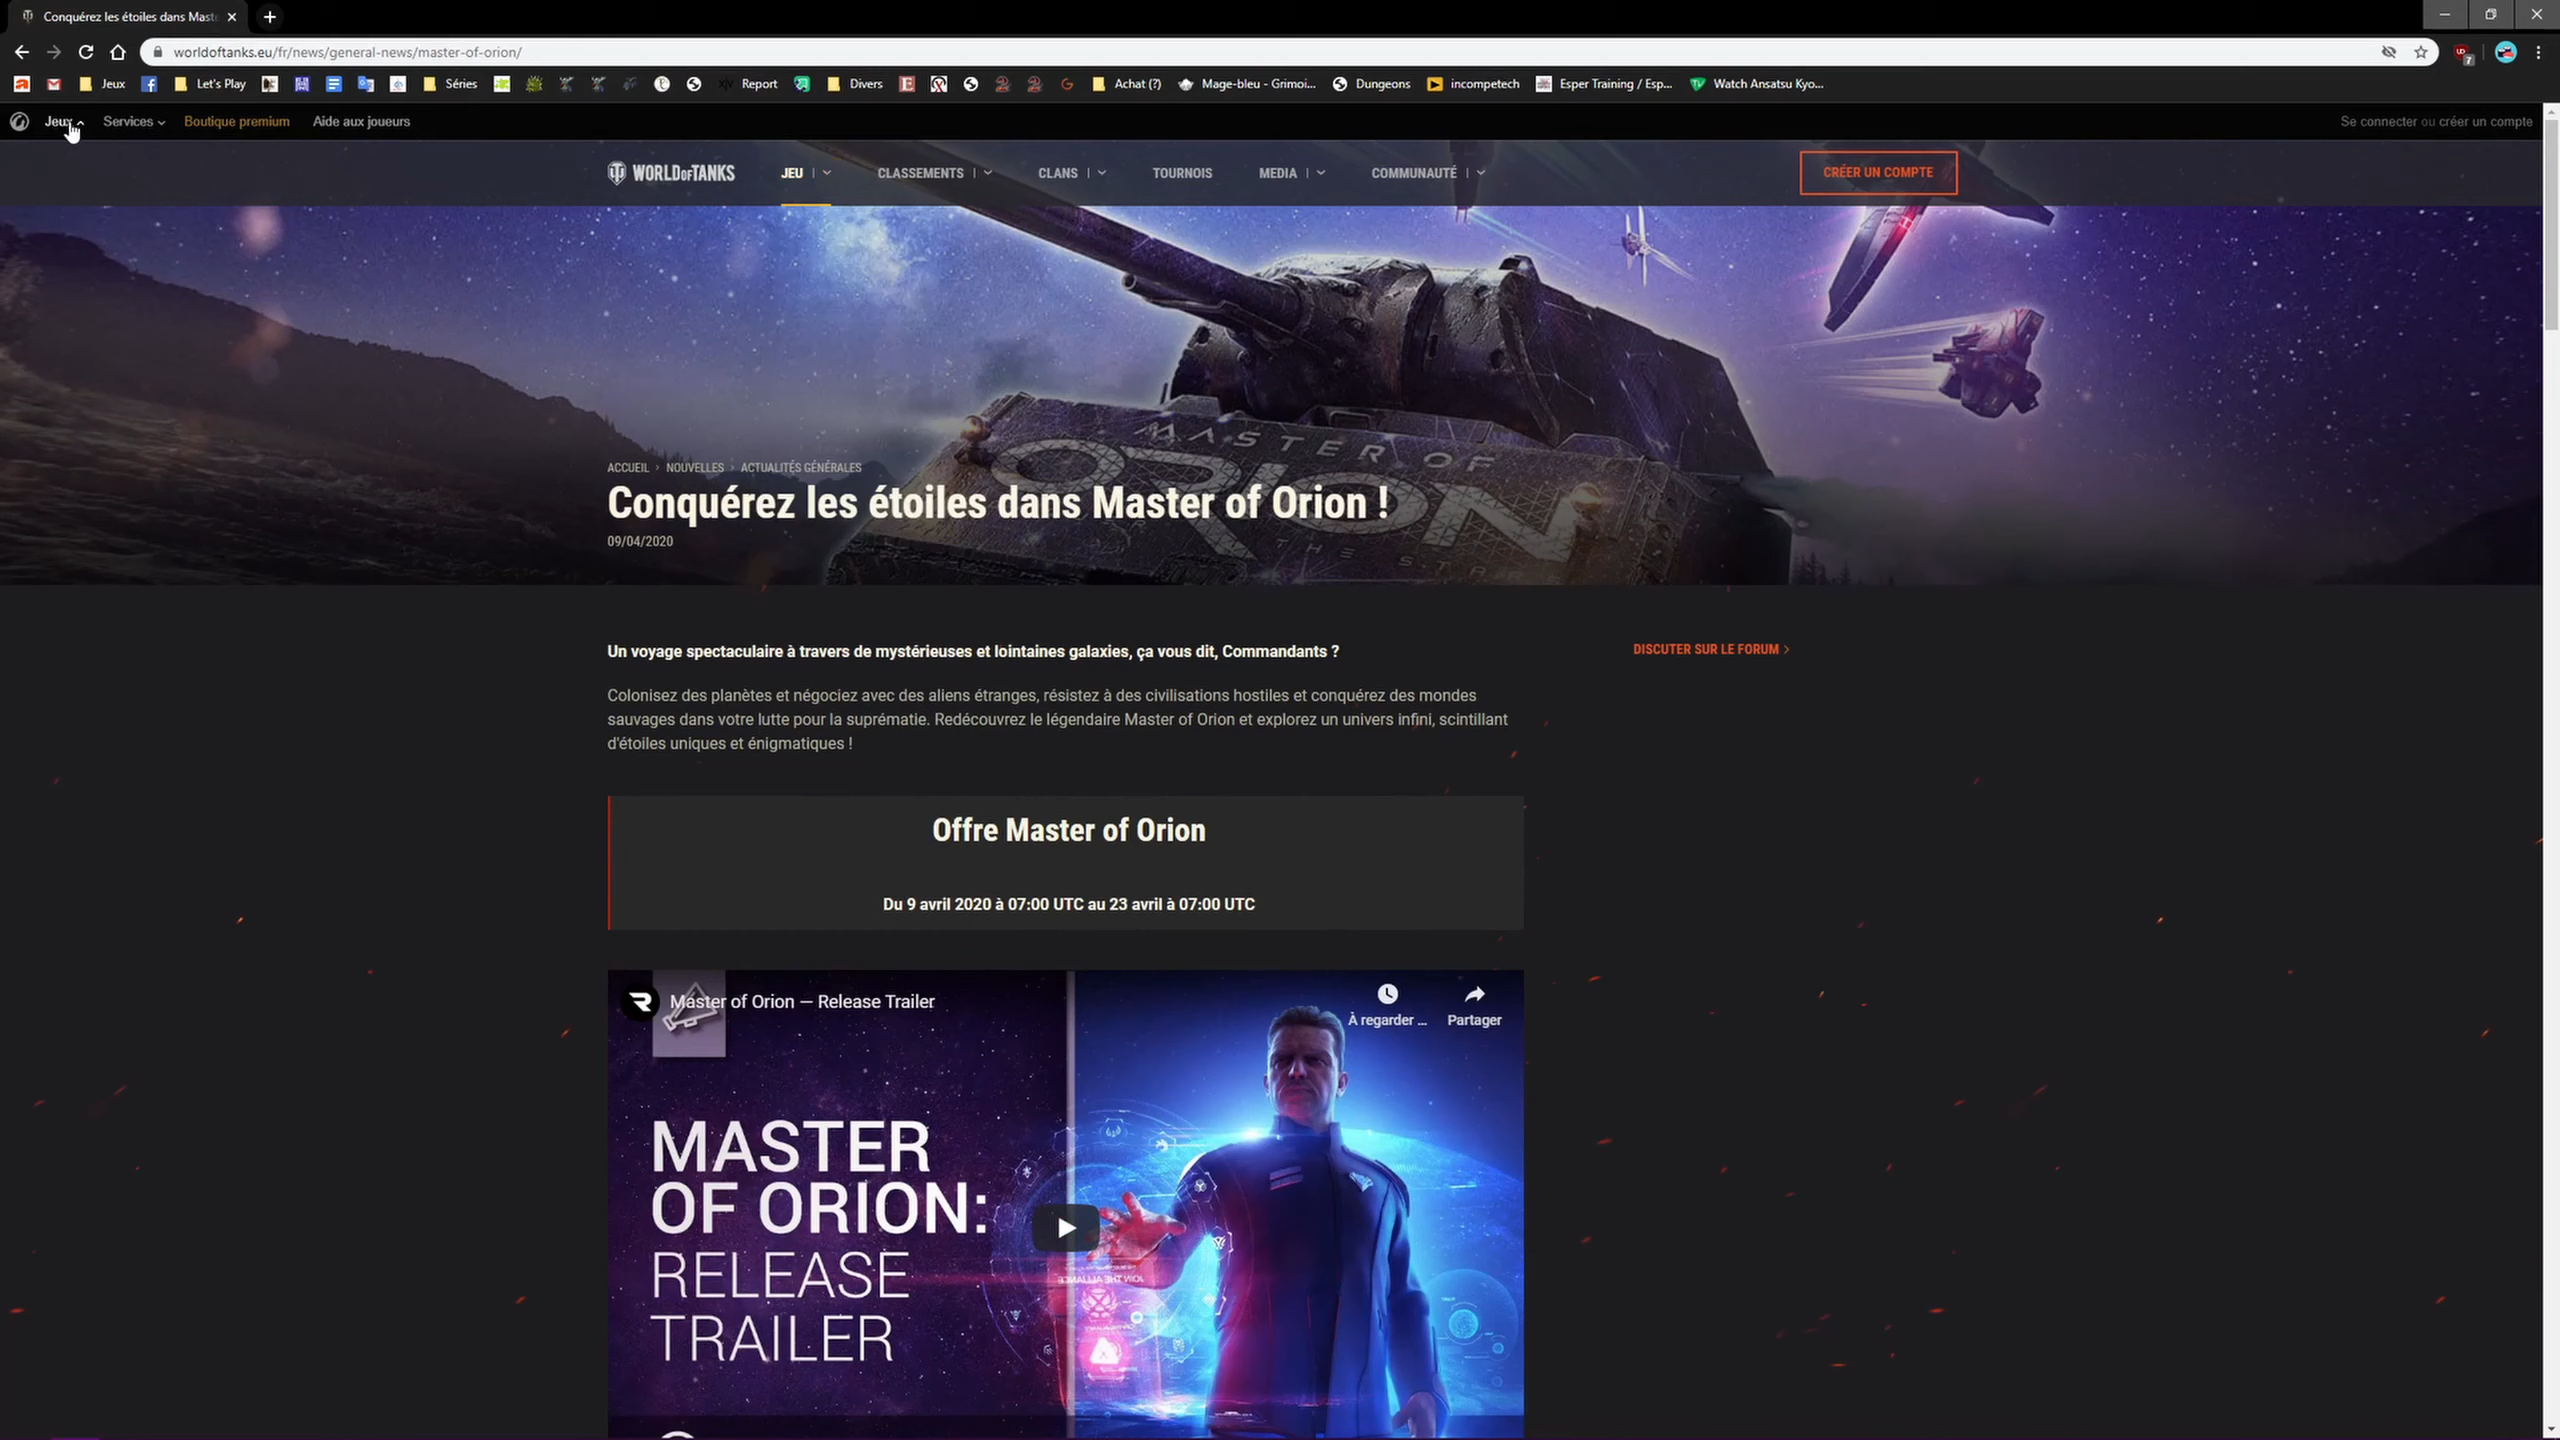 Conquérez les étoiles dans Mast
worldoftanks.eu/fr/news/general-news/master-of-orion/
Jeux
Let's Play
Séries
Report
Divers
Achat (?)
Mage-bleu - Grimoi...
Dungeons
incompetech
Esper Training / Esp...
Watch Ansatsu Kyo...
Jeux
Services
Boutique premium
Aide aux joueurs
Se connecter ou créer un compte
WORLD OF TANKS
JEU
CLASSEMENTS
CLANS
TOURNOIS
MEDIA
COMMUNAUTÉ
CRÉER UN COMPTE
MASTER OF
ORION
THE STAR
ACCUEIL › NOUVELLES › ACTUALITÉS GÉNÉRALES
Conquérez les étoiles dans Master of Orion !
09/04/2020
Un voyage spectaculaire à travers de mystérieuses et lointaines galaxies, ça vous dit, Commandants ?
DISCUTER SUR LE FORUM
Colonisez des planètes et négociez avec des aliens étranges, résistez à des civilisations hostiles et conquérez des mondes
sauvages dans votre lutte pour la suprématie. Redécouvrez le légendaire Master of Orion et explorez un univers infini, scintillant
d'étoiles uniques et énigmatiques !
Offre Master of Orion
Du 9 avril 2020 à 07:00 UTC au 23 avril à 07:00 UTC
Master of Orion — Release Trailer
À regarder ...
Partager
MASTER
OF ORION:
RELEASE
TRAILER
JOIN THE ALLIANCE